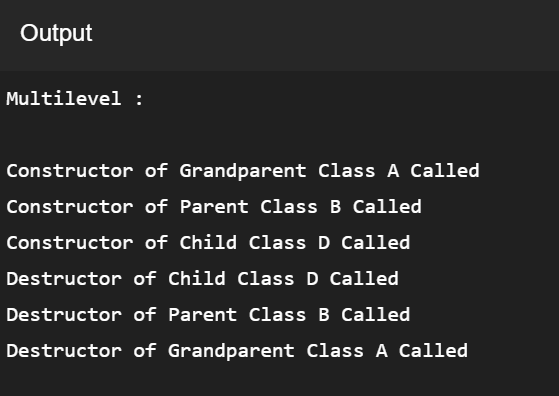 Output
Multilevel :
Constructor of Grandparent Class A Called
Constructor of Parent Class B Called
Constructor of Child Class D Called
Destructor of Child Class D Called
Destructor of Parent Class B Called
Destructor of Grandparent Class A Called